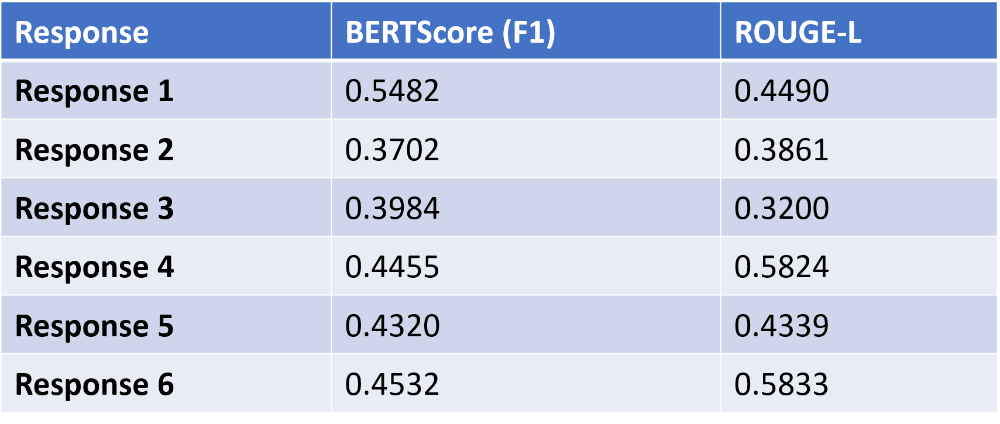 Response BERTScore (F1) ROUGE-L
Response 1 0.5482 0.4490
Response 2 0.3702 0.3861
Response 3 0.3984 0.3200
Response 4 0.4455 0.5824
Response 5 0.4320 0.4339
Response 6 0.4532 0.5833